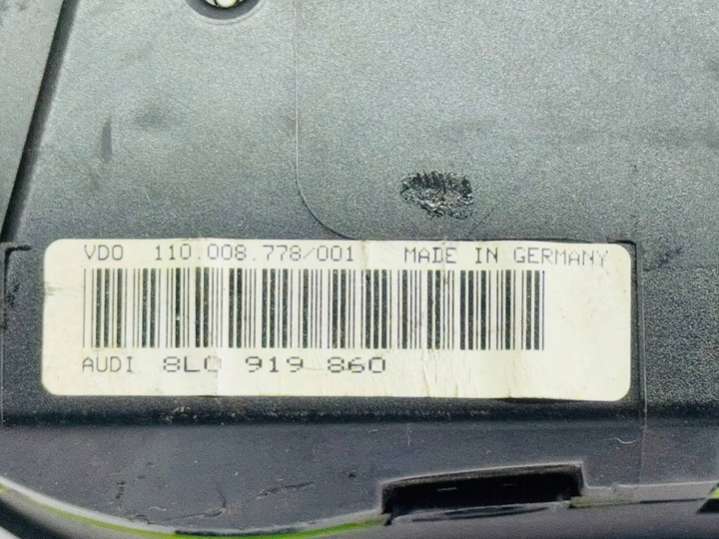 VDO 110.008.778/001 MADE IN GERMANY
AUDI 8L0 919 860